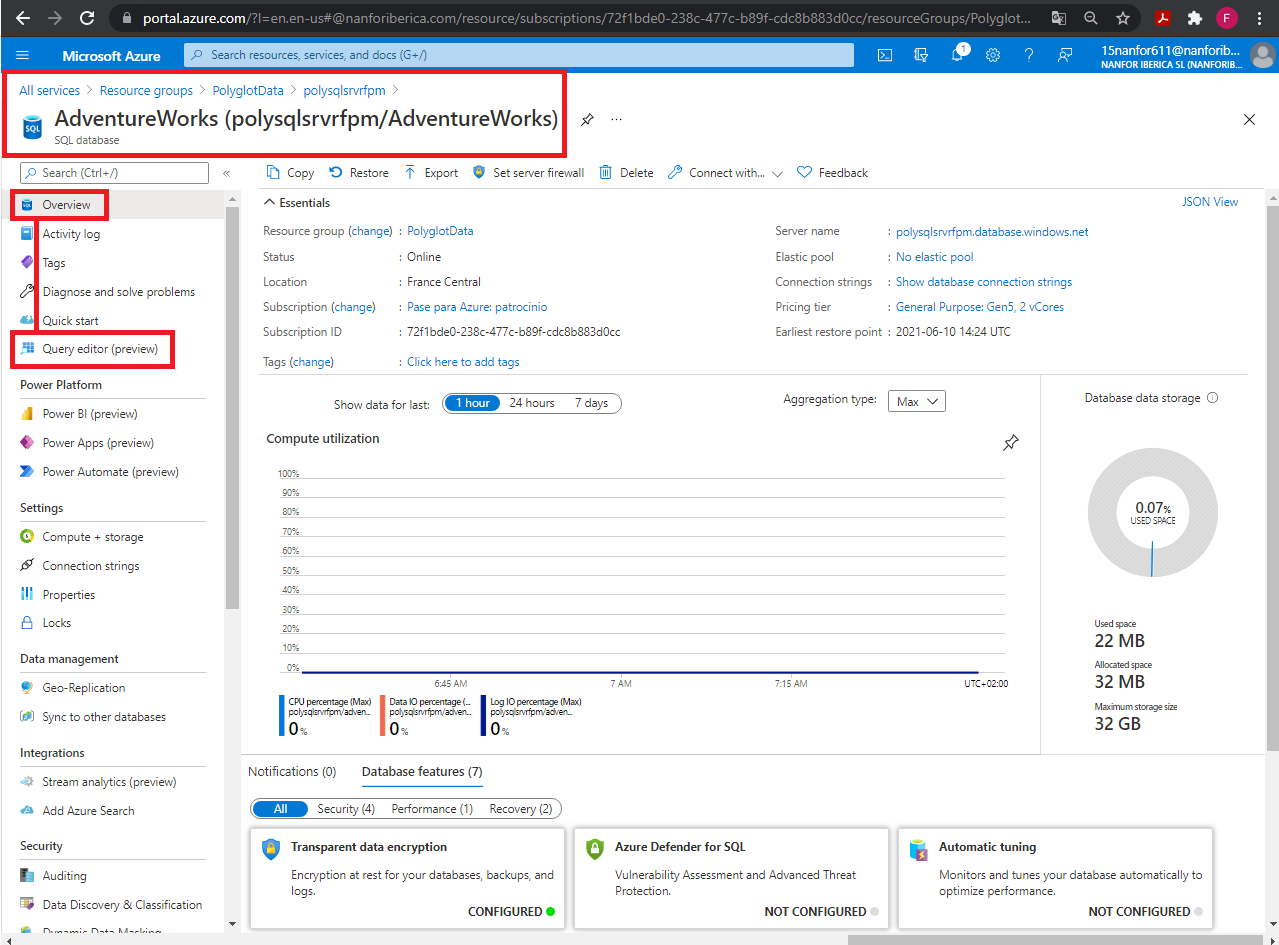 portal.azure.com/?l=en.en-us#@nanforiberica.com/resource/subscriptions/72f1bde0-238c-477c-b89f-cdc8b883d0cc/resourceGroups/Polyglot...
F
Microsoft Azure
Search resources, services, and docs (G+/)
1
15nanfor611@nanforib...
NANFOR IBERICA SL (NANFORIB...
All services > Resource groups > PolyglotData > polysqlsrvrfpm >
SQL
AdventureWorks (polysqlsrvrfpm/AdventureWorks)
...
SQL database
Search (Ctrl+/)
«
Copy
Restore
Export
Set server firewall
Delete
Connect with...
Feedback
Overview
Activity log
Tags
Diagnose and solve problems
Quick start
Query editor (preview)
Power Platform
Power BI (preview)
Power Apps (preview)
Power Automate (preview)
Settings
Compute + storage
Connection strings
Properties
Locks
Data management
Geo-Replication
Sync to other databases
Integrations
Stream analytics (preview)
Add Azure Search
Security
Auditing
Data Discovery & Classification
Dynamic Data Masking
Essentials
JSON View
Resource group (change) : PolyglotData
Status : Online
Location : France Central
Subscription (change) : Pase para Azure: patrocinio
Subscription ID : 72f1bde0-238c-477c-b89f-cdc8b883d0cc
Tags (change) : Click here to add tags
Server name : polysqlsrvrfpm.database.windows.net
Elastic pool : No elastic pool
Connection strings : Show database connection strings
Pricing tier : General Purpose: Gen5, 2 vCores
Earliest restore point : 2021-06-10 14:24 UTC
Show data for last: 1 hour 24 hours 7 days
Aggregation type: Max
Compute utilization
100%
90%
80%
70%
60%
50%
40%
30%
20%
10%
0%
6:45 AM 7 AM 7:15 AM UTC+02:00
CPU percentage (Max)
polysqlsrvrfpm/adven...
0 %
Data IO percentage (...
polysqlsrvrfpm/adven...
0 %
Log IO percentage (Max)
polysqlsrvrfpm/adven...
0 %
Database data storage
0.07%
USED SPACE
Used space
22 MB
Allocated space
32 MB
Maximum storage size
32 GB
Notifications (0) Database features (7)
All Security (4) Performance (1) Recovery (2)
Transparent data encryption
Encryption at rest for your databases, backups, and
logs.
CONFIGURED
Azure Defender for SQL
Vulnerability Assessment and Advanced Threat
Protection.
NOT CONFIGURED
Automatic tuning
Monitors and tunes your database automatically to
optimize performance.
NOT CONFIGURED